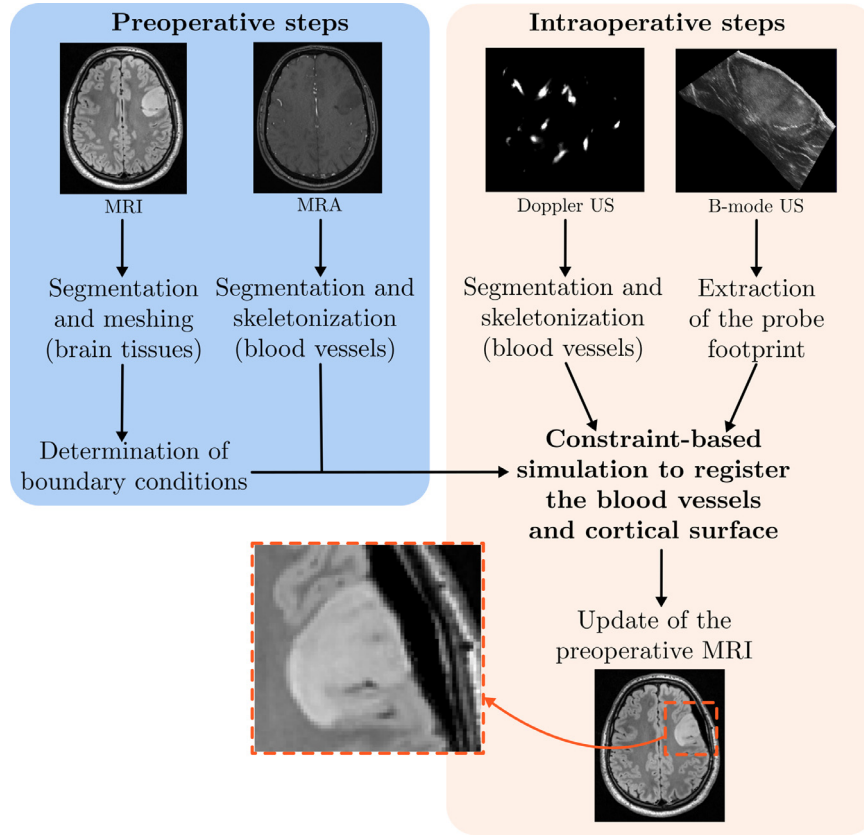 Preoperative steps
MRI
MRA
Segmentation
and meshing
(brain tissues)
Segmentation and
skeletonization
(blood vessels)
Determination of
boundary conditions
Intraoperative steps
Doppler US
B-mode US
Segmentation and
skeletonization
(blood vessels)
Extraction
of the probe
footprint
Constraint-based
simulation to register
the blood vessels
and cortical surface
Update of the
preoperative MRI